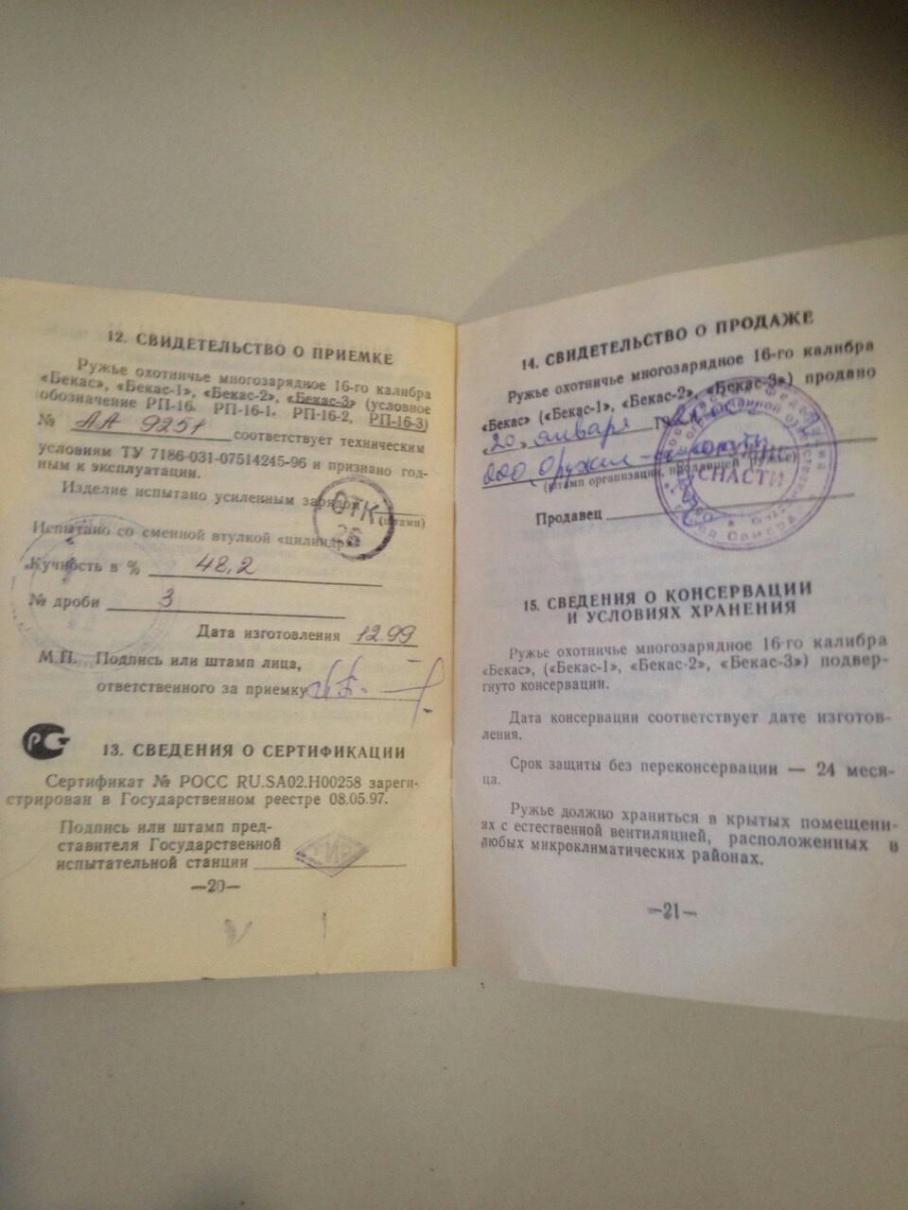 12. СВИДЕТЕЛЬСТВО О ПРИЕМКЕ
Ружье охотничье многозарядное 16-го калибра
«Бекас», «Бекас-1», «Бекас-2», «Бекас-3» (условное
обозначение РП-16, РП-16-1, РП-16-2, РП-16-3)
№ АА 9251 соответствует техническим
условиям ТУ 7186-031-07514245-96 и признано год-
ным к эксплуатации.
Изделие испытано усиленным зарядом
(штамп)
ОТК
Испытано со сменной втулкой «цилиндр»
Кучность в % 48,2
№ дроби 3
Дата изготовления 12.99
М.П. Подпись или штамп лица,
ответственного за приемку
РСТ
13. СВЕДЕНИЯ О СЕРТИФИКАЦИИ
Сертификат № РОСС RU.SA02.H00258 зареги-
стрирован в Государственном реестре 08.05.97.
Подпись или штамп пред-
ставителя Государственной
испытательной станции
—20—
14. СВИДЕТЕЛЬСТВО О ПРОДАЖЕ
Ружье охотничье многозарядное 16-го калибра
«Бекас» («Бекас-1», «Бекас-2», «Бекас-3») продано
«20» января
ООО
(штамп организации, продавшей ружье)
СНАСТИ
Продавец
15. СВЕДЕНИЯ О КОНСЕРВАЦИИ
И УСЛОВИЯХ ХРАНЕНИЯ
Ружье охотничье многозарядное 16-го калибра
«Бекас», («Бекас-1», «Бекас-2», «Бекас-3») подвер-
гнуто консервации.
Дата консервации соответствует дате изготов-
ления.
Срок защиты без переконсервации — 24 меся-
ца.
Ружье должно храниться в крытых помещени-
ях с естественной вентиляцией, расположенных в
любых микроклиматических районах.
—21—